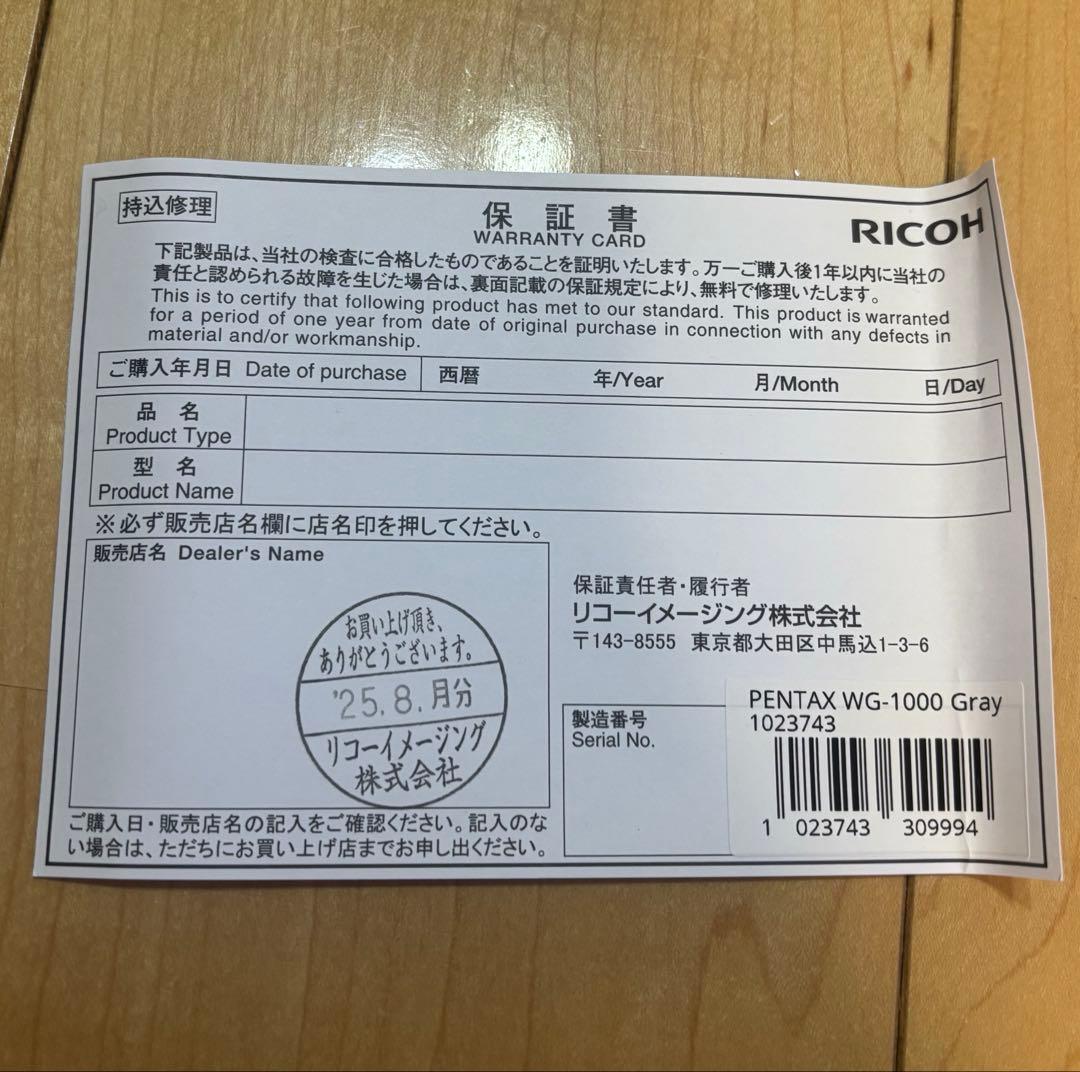 持込修理
保証書
WARRANTY CARD
RICOH
下記製品は、当社の検査に合格したものであることを証明いたします。万一ご購入後1年以内に当社の
責任と認められる故障を生じた場合は、裏面記載の保証規定により、無料で修理いたします。
This is to certify that following product has met to our standard. This product is warranted
for a period of one year from date of original purchase in connection with any defects in
material and/or workmanship.
ご購入年月日 Date of purchase 西暦 年/Year 月/Month 日/Day
品名
Product Type
型名
Product Name
※必ず販売店名欄に店名印を押してください。
販売店名 Dealer's Name
お買い上げ頂き、
ありがとうございます。
'25.8.月分
リコーイメージング
株式会社
ご購入日・販売店名の記入をご確認ください。記入のな
い場合は、ただちにお買い上げ店までお申し出ください。
保証責任者・履行者
リコーイメージング株式会社
〒143-8555 東京都大田区中馬込1-3-6
製造番号
Serial No.
PENTAX WG-1000 Gray
1023743
1 023743 309994